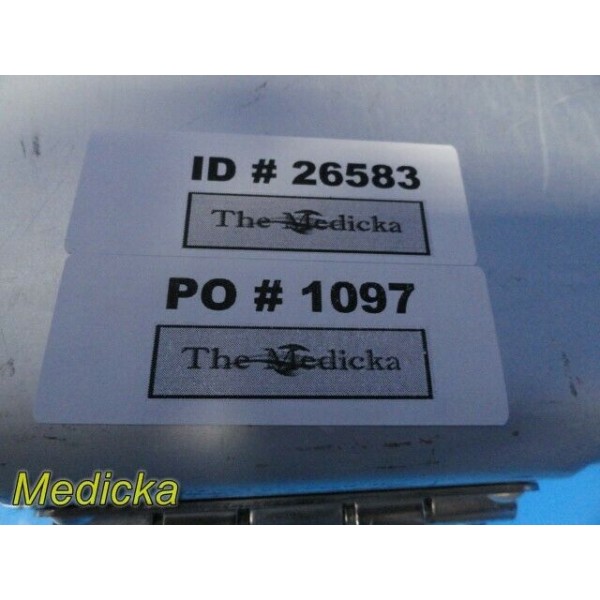 ID # 26583
The Medicka
PO # 1097
The Medicka
Medicka